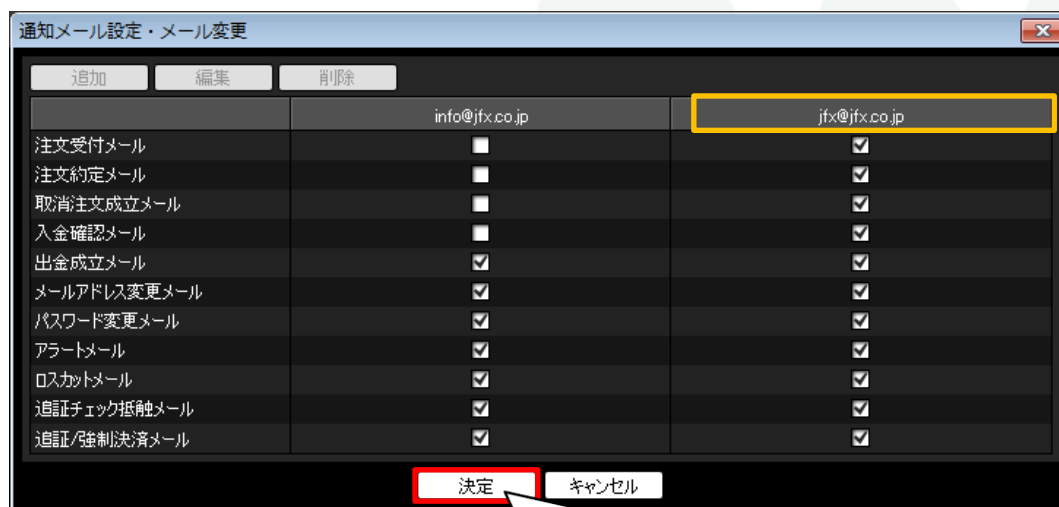 通知メール設定・メール変更
追加 編集 削除
info@jfx.co.jp jfx@jfx.co.jp
注文受付メール
注文約定メール
取消注文成立メール
入金確認メール
出金成立メール
メールアドレス変更メール
パスワード変更メール
アラートメール
ロスカットメール
追証チェック抵触メール
追証/強制決済メール
決定 キャンセル